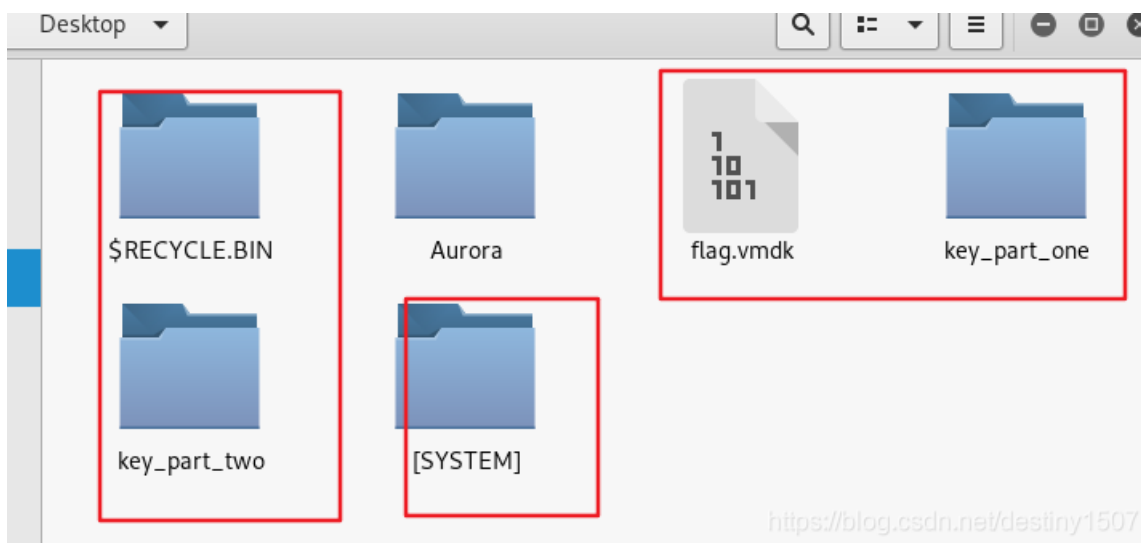 Desktop
1
10
101
$RECYCLE.BIN
Aurora
flag.vmdk
key_part_one
key_part_two
[SYSTEM]
https://blog.csdn.net/destiny1507